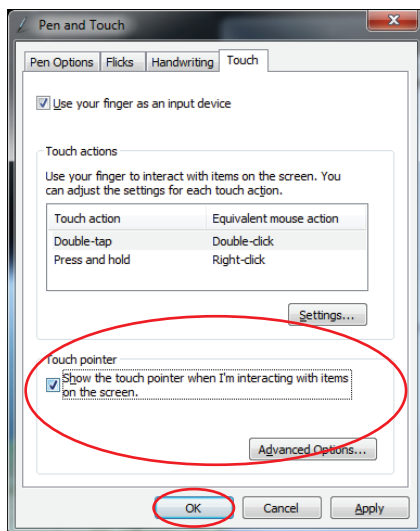 Pen and Touch
Pen Options Flicks Handwriting Touch
Use your finger as an input device
Touch actions
Use your finger to interact with items on the screen. You
can adjust the settings for each touch action.
Touch action Equivalent mouse action
Double-tap Double-click
Press and hold Right-click
Settings...
Touch pointer
Show the touch pointer when I'm interacting with items
on the screen.
Advanced Options...
OK Cancel Apply